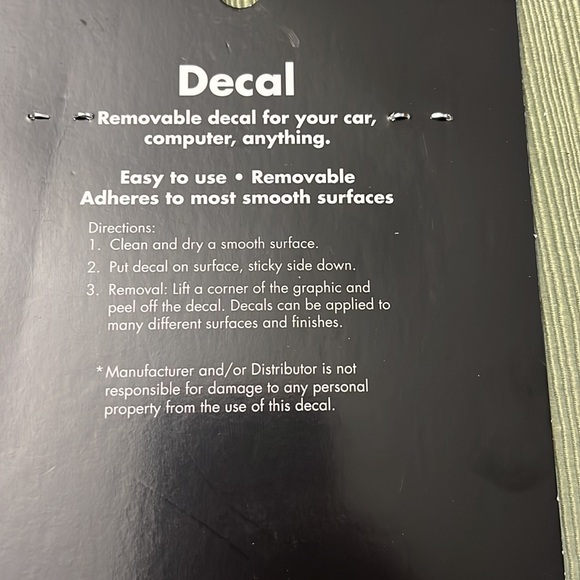 Decal
Removable decal for your car,
computer, anything.
Easy to use • Removable
Adheres to most smooth surfaces
Directions:
1. Clean and dry a smooth surface.
2. Put decal on surface, sticky side down.
3. Removal: Lift a corner of the graphic and
peel off the decal. Decals can be applied to
many different surfaces and finishes.
*Manufacturer and/or Distributor is not
responsible for damage to any personal
property from the use of this decal.